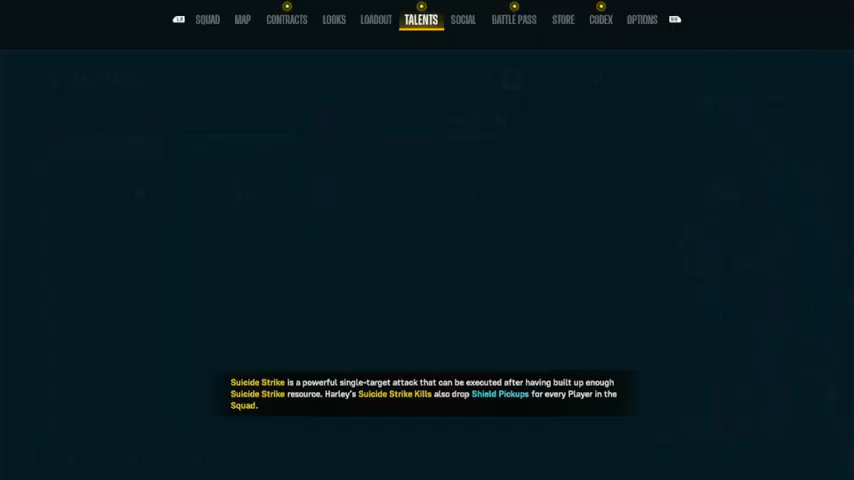 SQUAD MAP CONTRACTS LOOKS LOADOUT TALENTS SOCIAL BATTLE PASS STORE CODEX OPTIONS
Suicide Strike is a powerful single-target attack that can be executed after having built up enough
Suicide Strike resource. Harley's Suicide Strike Kills also drop Shield Pickups for every Player in the
Squad.